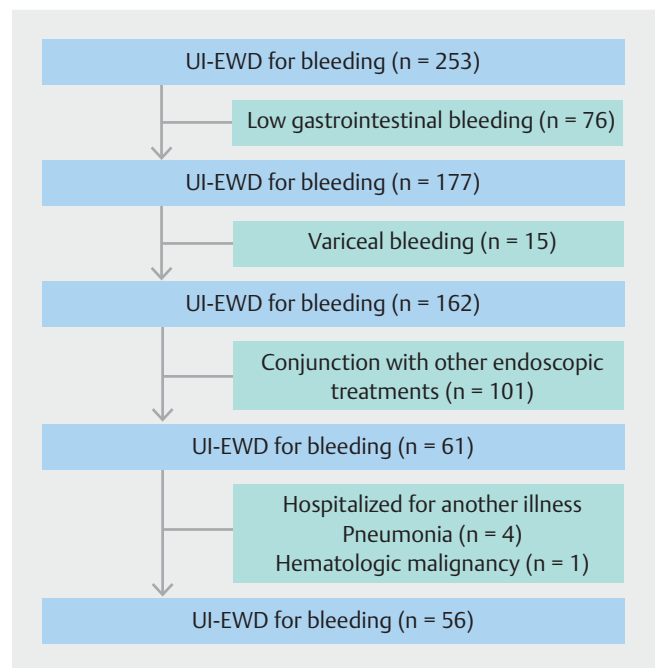 UI-EWD for bleeding (n = 253)
Low gastrointestinal bleeding (n = 76)
UI-EWD for bleeding (n = 177)
Variceal bleeding (n = 15)
UI-EWD for bleeding (n = 162)
Conjunction with other endoscopic
treatments (n = 101)
UI-EWD for bleeding (n = 61)
Hospitalized for another illness
Pneumonia (n = 4)
Hematologic malignancy (n = 1)
UI-EWD for bleeding (n = 56)